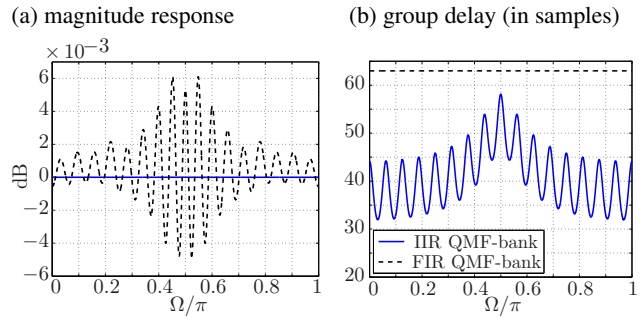 (a) magnitude response
(b) group delay (in samples)
× 10⁻³
6
4
2
0
−2
−4
−6
dB
0 0.2 0.4 0.6 0.8 1
Ω/π
60
50
40
30
20
IIR QMF-bank
FIR QMF-bank
0 0.2 0.4 0.6 0.8 1
Ω/π